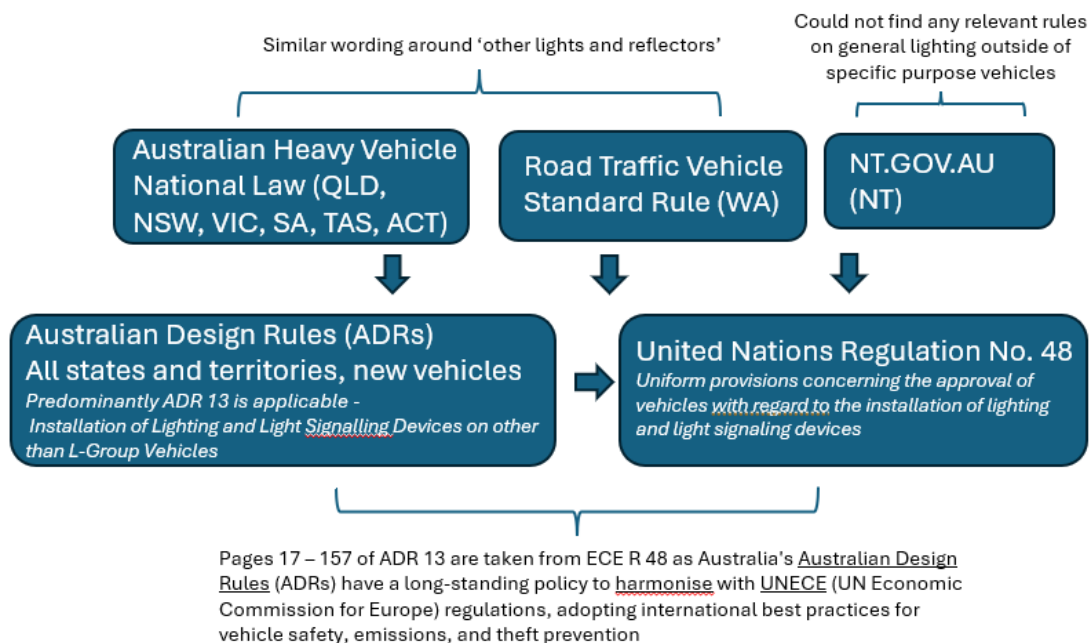 Similar wording around ‘other lights and reflectors’
Could not find any relevant rules
on general lighting outside of
specific purpose vehicles
Australian Heavy Vehicle
National Law (QLD,
NSW, VIC, SA, TAS, ACT)
Road Traffic Vehicle
Standard Rule (WA)
NT.GOV.AU
(NT)
Australian Design Rules (ADRs)
All states and territories, new vehicles
Predominantly ADR 13 is applicable -
Installation of Lighting and Light Signalling Devices on other
than L-Group Vehicles
United Nations Regulation No. 48
Uniform provisions concerning the approval of
vehicles with regard to the installation of lighting
and light signaling devices
Pages 17 – 157 of ADR 13 are taken from ECE R 48 as Australia's Australian Design
Rules (ADRs) have a long-standing policy to harmonise with UNECE (UN Economic
Commission for Europe) regulations, adopting international best practices for
vehicle safety, emissions, and theft prevention